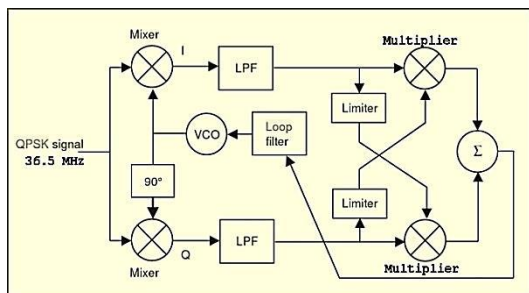 Mixer
I
LPF
Multiplier
Limiter
QPSK signal
36.5 MHz
VCO
Loop
filter
Σ
90°
Limiter
LPF
Q
Mixer
Multiplier